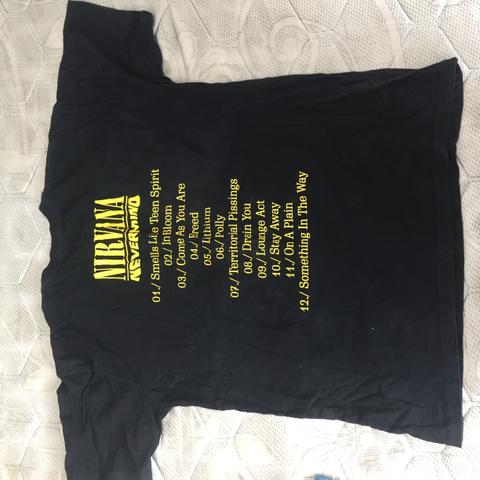 NIRVANA
NEVERMIND
01./ Smells Like Teen Spirit
02./ In Bloom
03./ Come As You Are
04./ Breed
05./ Lithium
06./ Polly
07./ Territorial Pissings
08./ Drain You
09./ Lounge Act
10./ Stay Away
11./ On A Plain
12./ Something In The Way